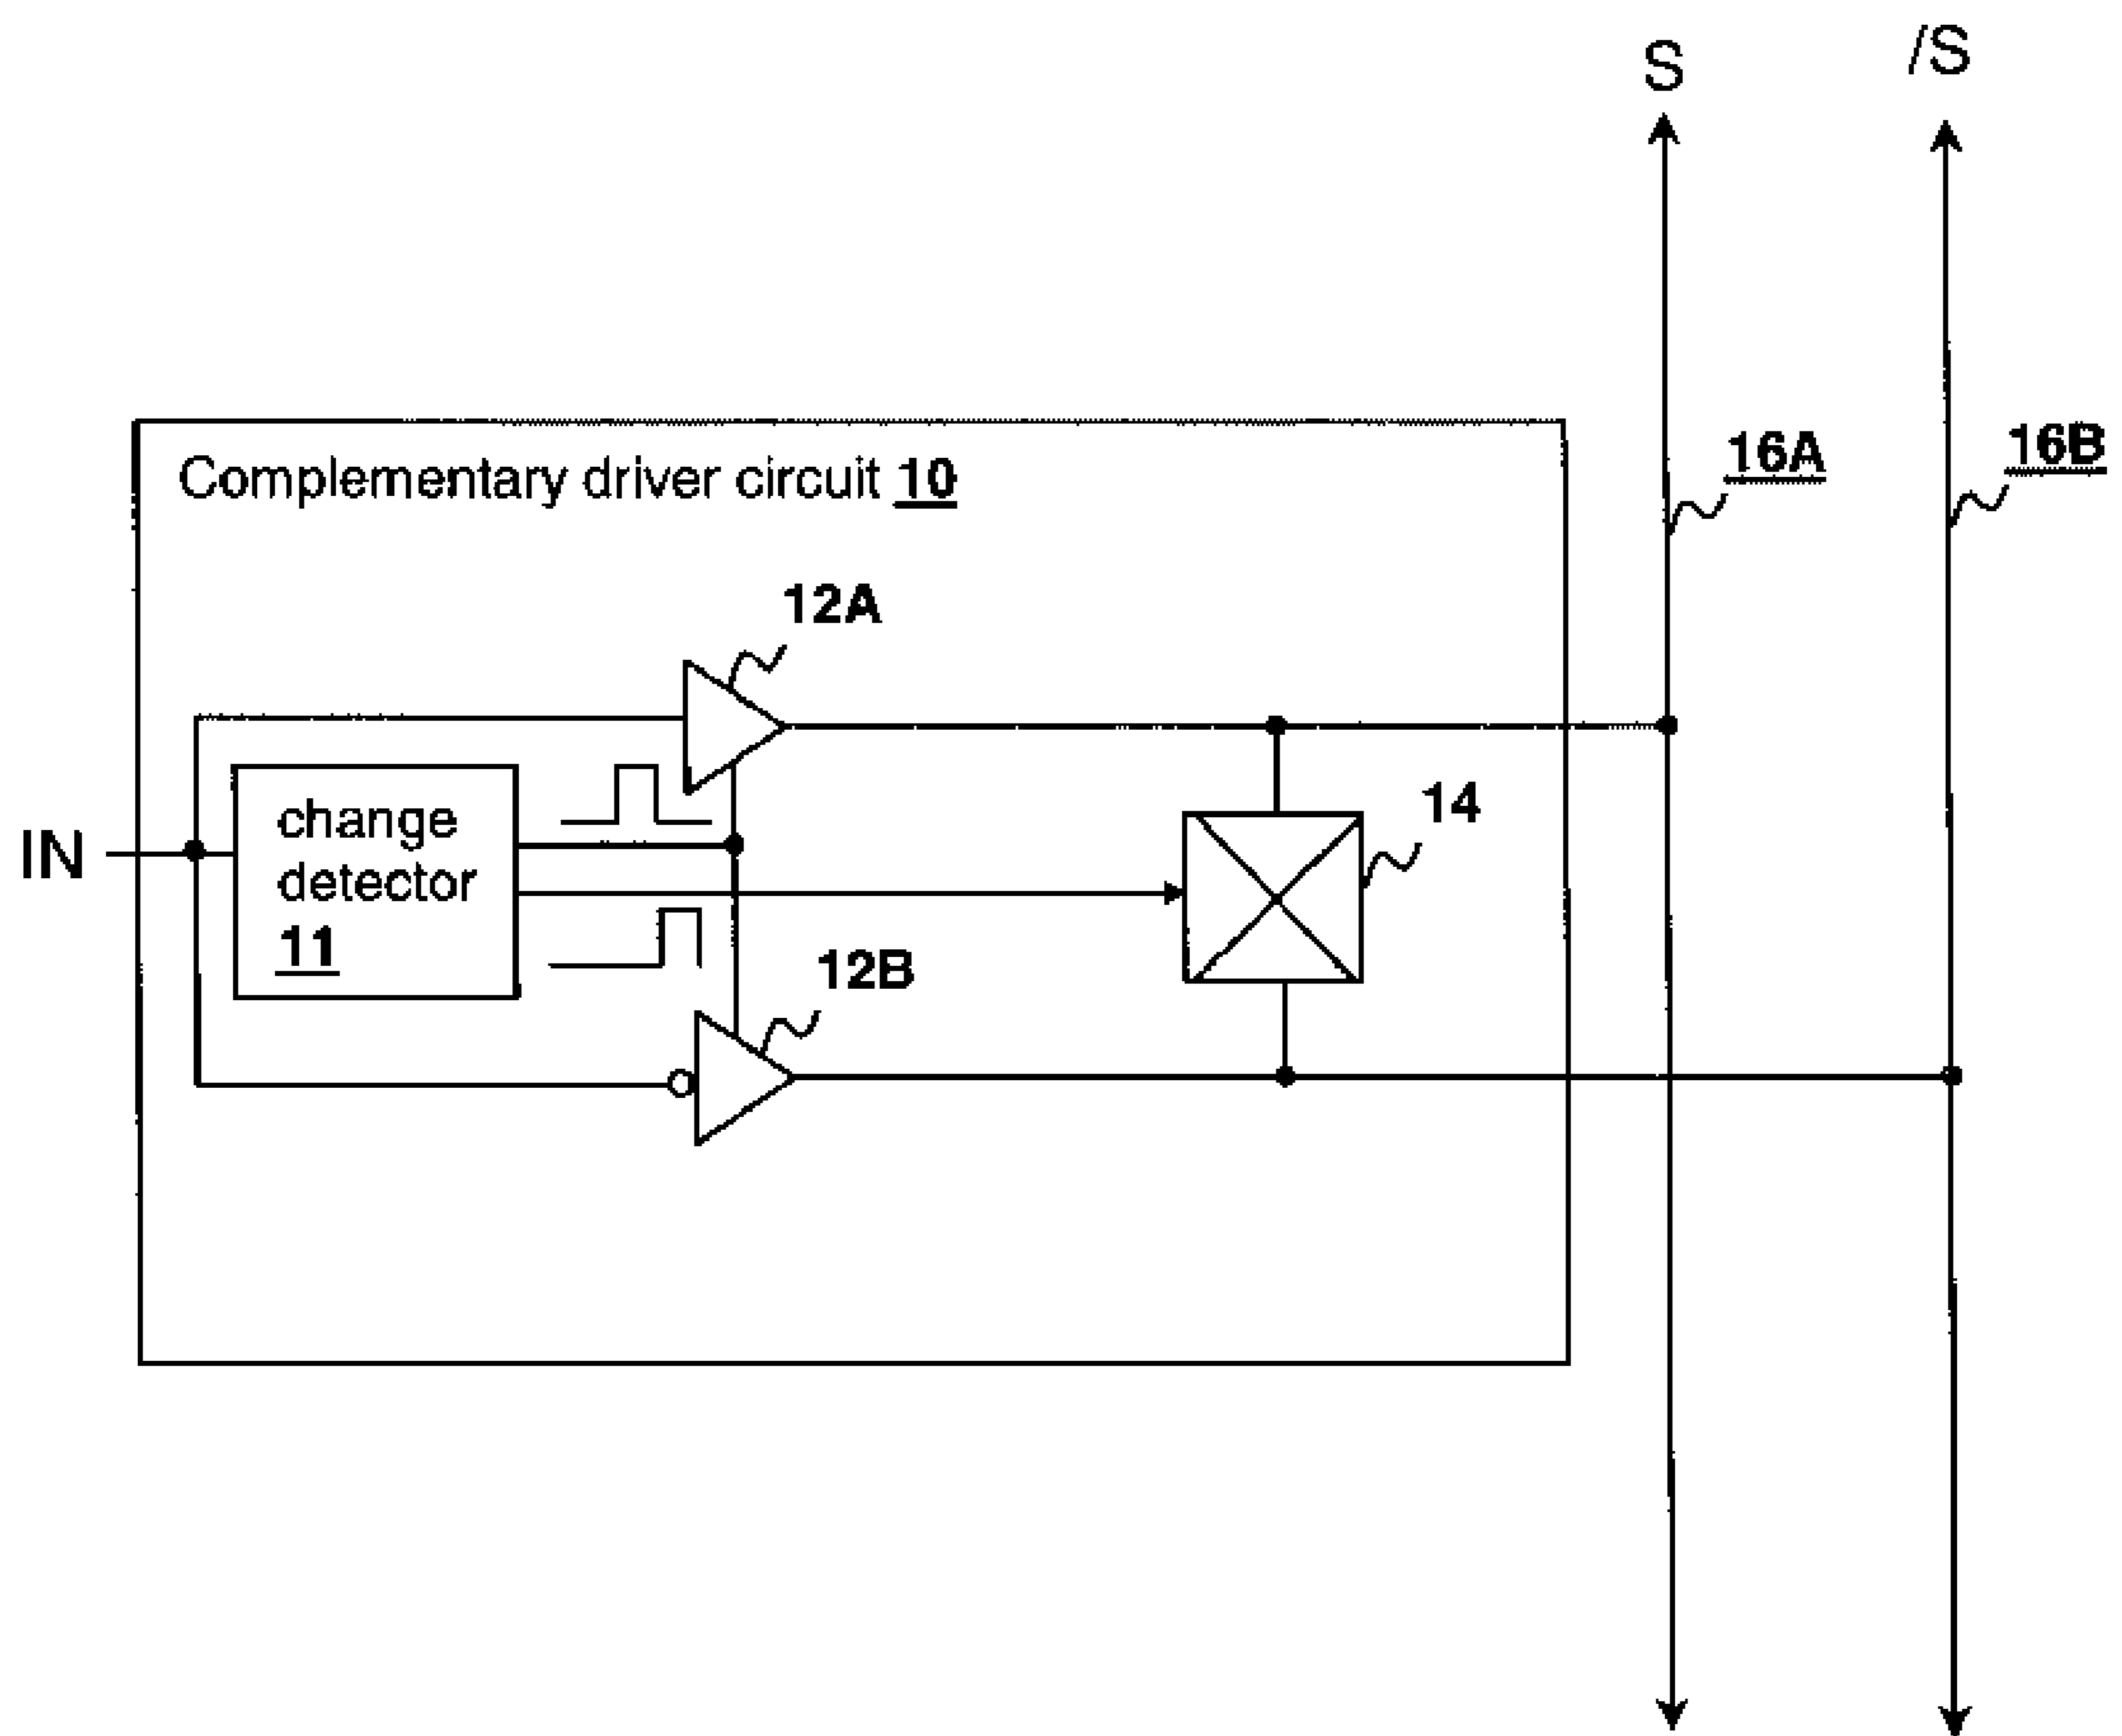 S
/S
16A
16B
Complementary driver circuit 10
12A
14
IN
change
detector
11
12B